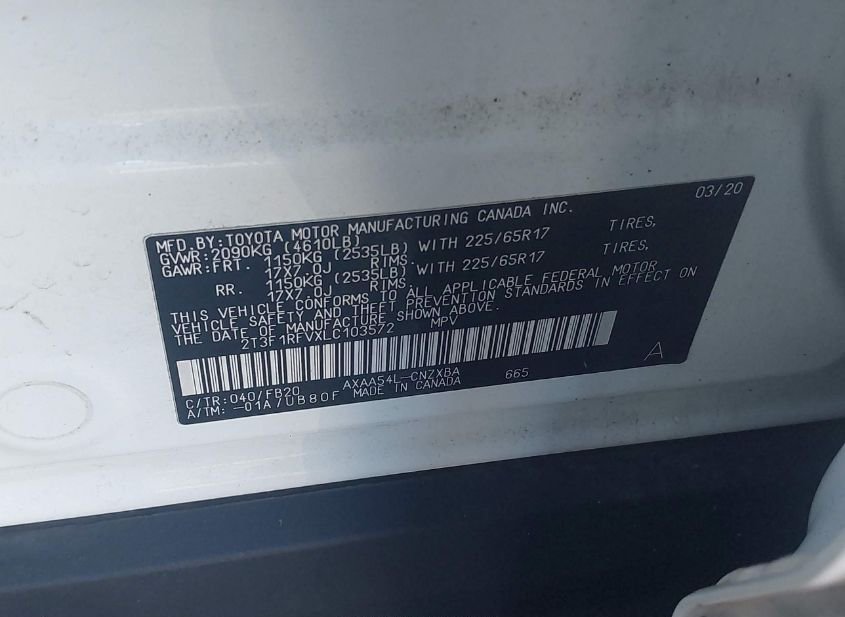 03/20
MFD.BY:TOYOTA MOTOR MANUFACTURING CANADA INC.
GVWR:2090KG (4610LB)
GAWR:FRT. 1150KG (2535LB) WITH 225/65R17 TIRES,
17X7.0J RIMS.
RR. 1150KG (2535LB) WITH 225/65R17 TIRES,
17X7.0J RIMS.
THIS VEHICLE CONFORMS TO ALL APPLICABLE FEDERAL MOTOR
VEHICLE SAFETY AND THEFT PREVENTION STANDARDS IN EFFECT ON
THE DATE OF MANUFACTURE SHOWN ABOVE.
2T3F1RFVXLC103572 MPV
A
C/TR:040/FB20 AXAA54L-CNZXBA 665
A/TM:-01A/UB80F MADE IN CANADA